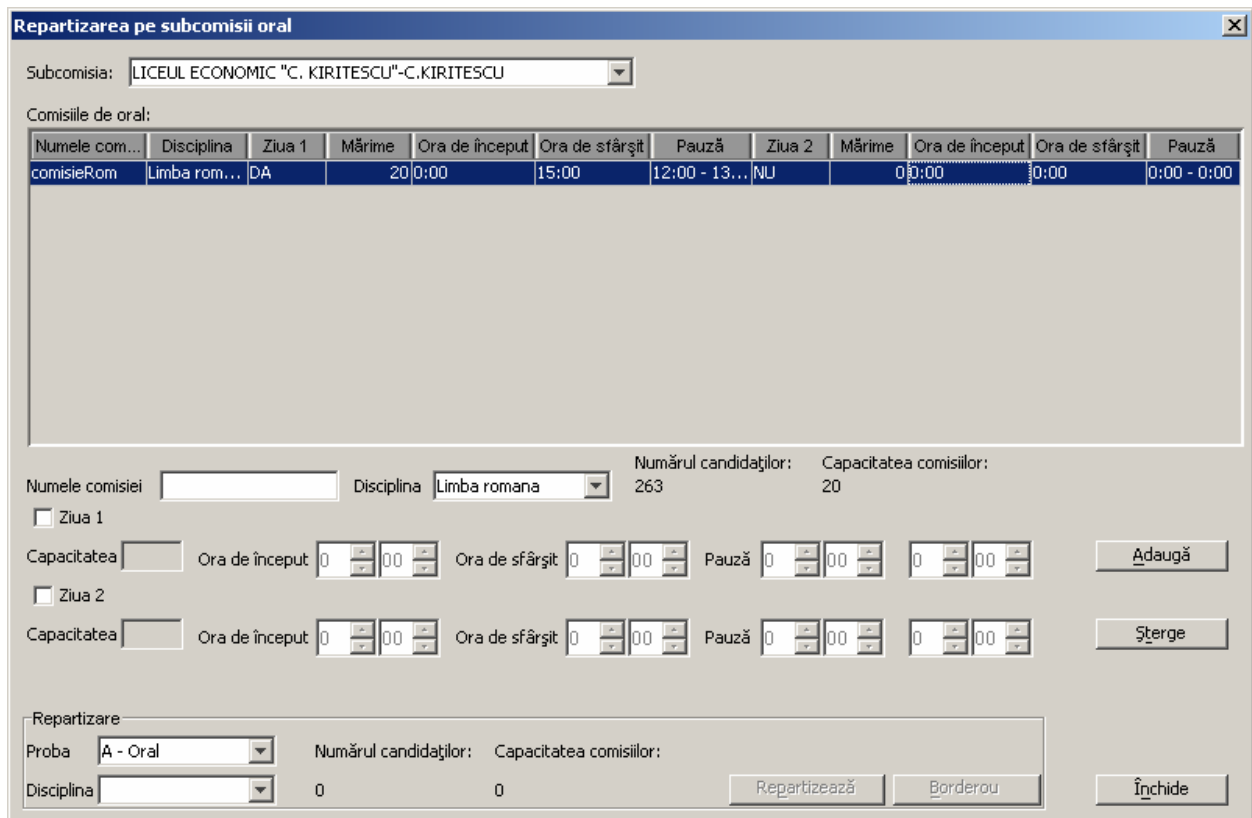 Repartizarea pe subcomisii oral
Subcomisia: LICEUL ECONOMIC "C. KIRITESCU"-C.KIRITESCU
Comisiile de oral:
Numele com... Disciplina Ziua 1 Mărime Ora de început Ora de sfârşit Pauză Ziua 2 Mărime Ora de început Ora de sfârşit Pauză
comisieRom Limba rom... DA 20 0:00 15:00 12:00 - 13... NU 0 0:00 0:00 0:00 - 0:00
Numărul candidaţilor: Capacitatea comisiilor:
Numele comisiei Disciplina Limba romana 263 20
Ziua 1
Capacitatea Ora de început 0 00 Ora de sfârşit 0 00 Pauză 0 00 0 00 Adaugă
Ziua 2
Capacitatea Ora de început 0 00 Ora de sfârşit 0 00 Pauză 0 00 0 00 Şterge
Repartizare
Proba A - Oral Numărul candidaţilor: Capacitatea comisiilor:
Disciplina 0 0 Repartizează Borderou Închide